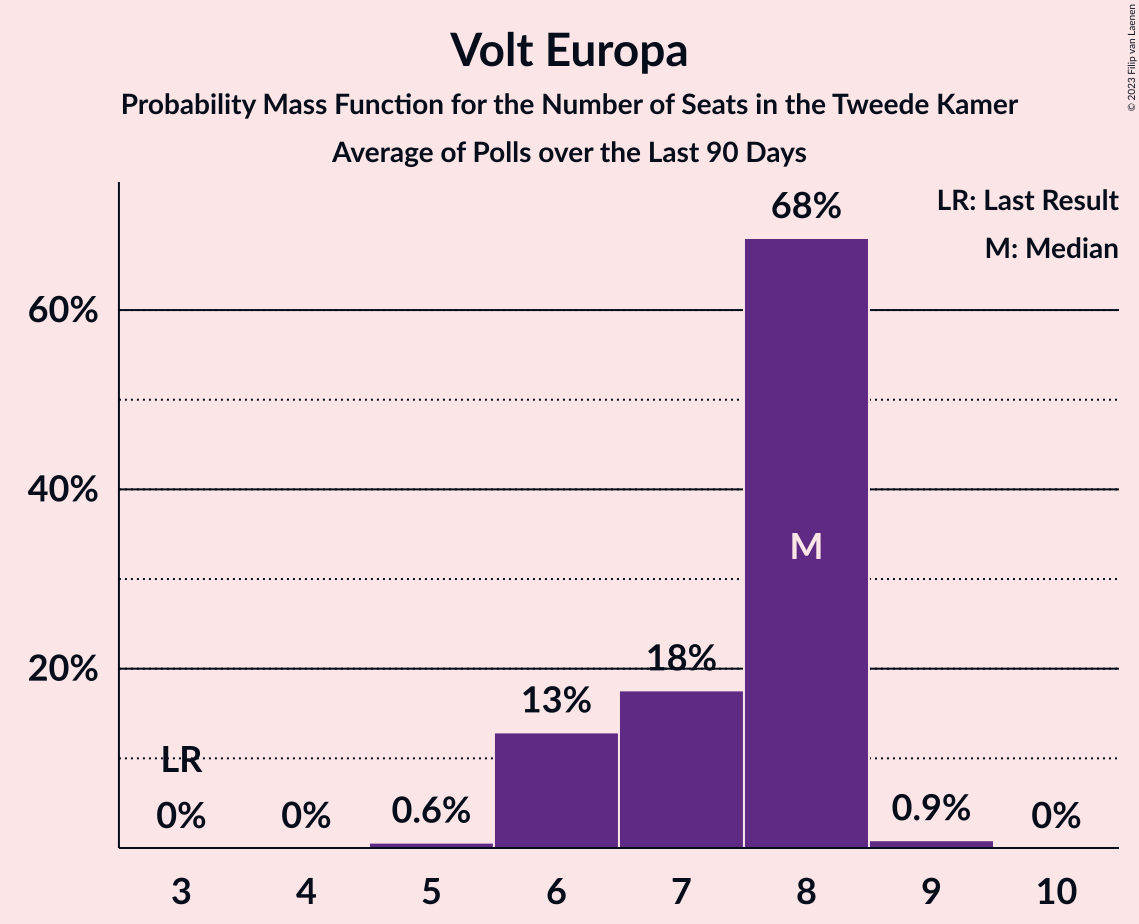 Volt Europa
Probability Mass Function for the Number of Seats in the Tweede Kamer
Average of Polls over the Last 90 Days
© 2023 Filip van Laenen
LR: Last Result
M: Median
68%
60%
40%
M
20%
18%
13%
LR
0%
0%
0.6%
0.9%
0%
3 4 5 6 7 8 9 10